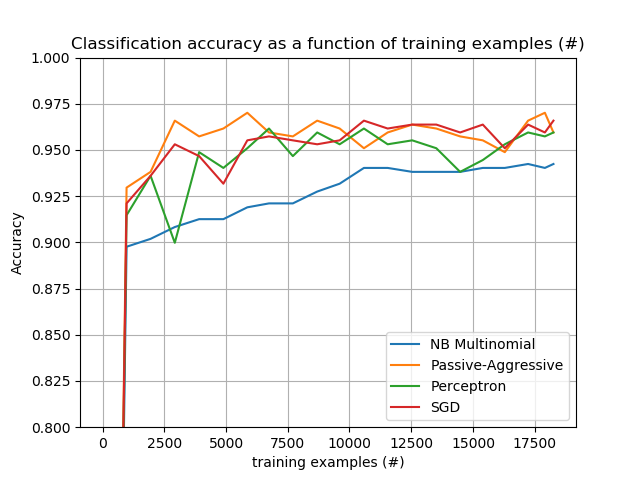 Classification accuracy as a function of training examples (#)
1.000
0.975
0.950
0.925
0.900
0.875
0.850
0.825
0.800
Accuracy
NB Multinomial
Passive-Aggressive
Perceptron
SGD
0 2500 5000 7500 10000 12500 15000 17500
training examples (#)